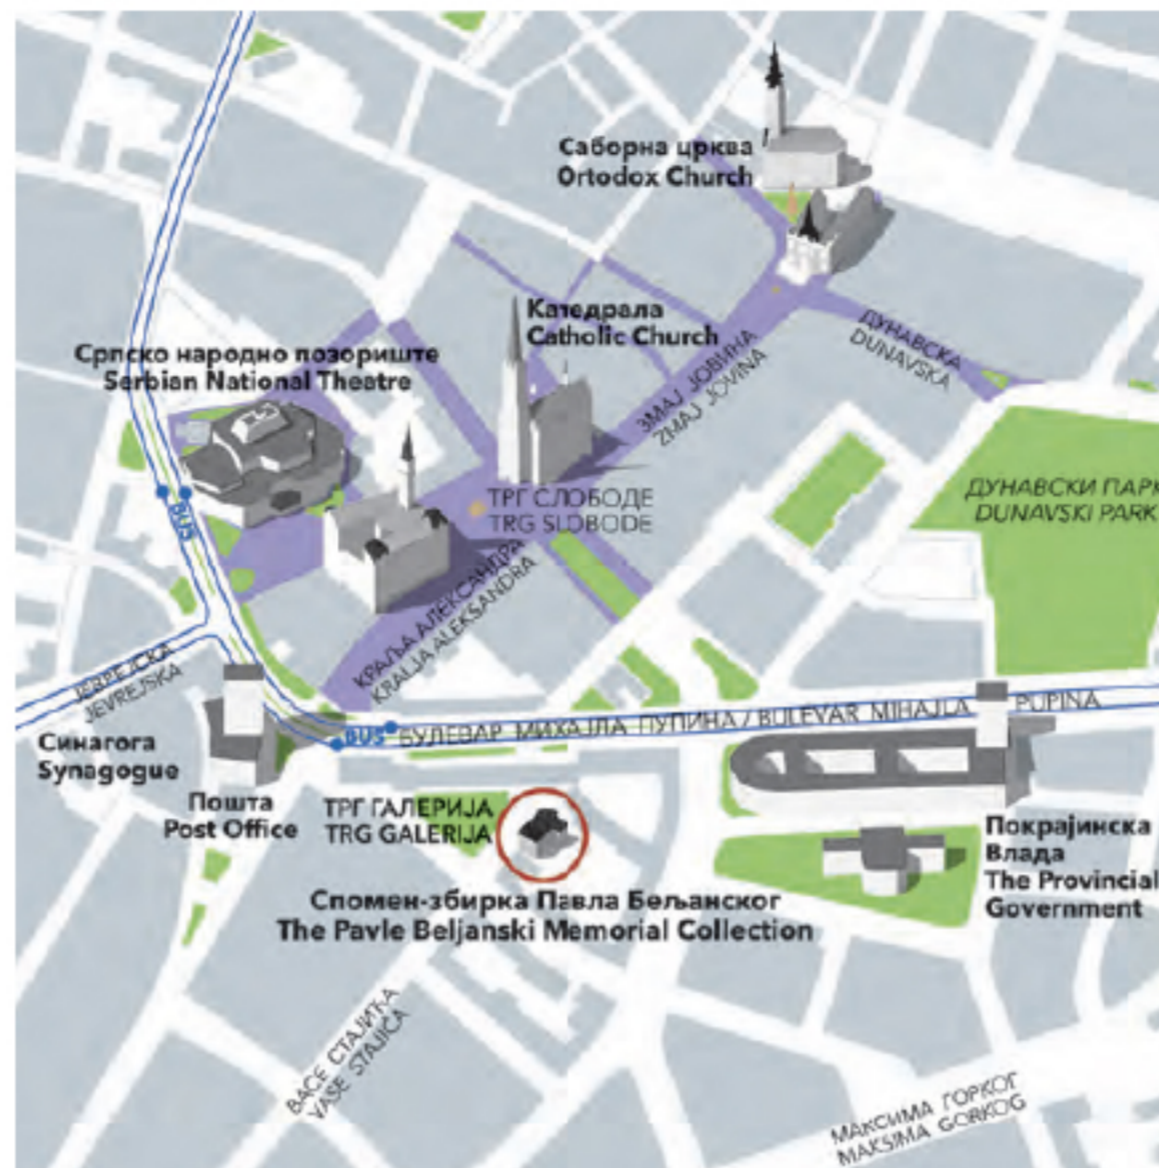 Саборна црква
Ortodox Church
Катедрала
Catholic Church
Српско народно позориште
Serbian National Theatre
ДУНАВСКА
DUNAVSKA
ЗМАЈ ЈОВИНА
ZMAJ JOVINA
ТРГ СЛОБОДЕ
TRG SLOBODE
ДУНАВСКИ ПАРК
DUNAVSKI PARK
BUS
КРАЉА АЛЕКСАНДРА
KRALJA ALEKSANDRA
ЈЕВРЕЈСКА
JEVREJSKA
BUS БУЛЕВАР МИХАЈЛА ПУПИНА / BULEVAR MIHAJLA PUPINA
Синагога
Synagogue
Пошта
Post Office
ТРГ ГАЛЕРИЈА
TRG GALERIJA
Покрајинска
Влада
The Provincial
Government
Спомен-збирка Павла Бељанског
The Pavle Beljanski Memorial Collection
ВАСЕ СТАЈИЋА
VASE STAJIĆA
МАКСИМА ГОРКОГ
MAKSIMA GORKOG